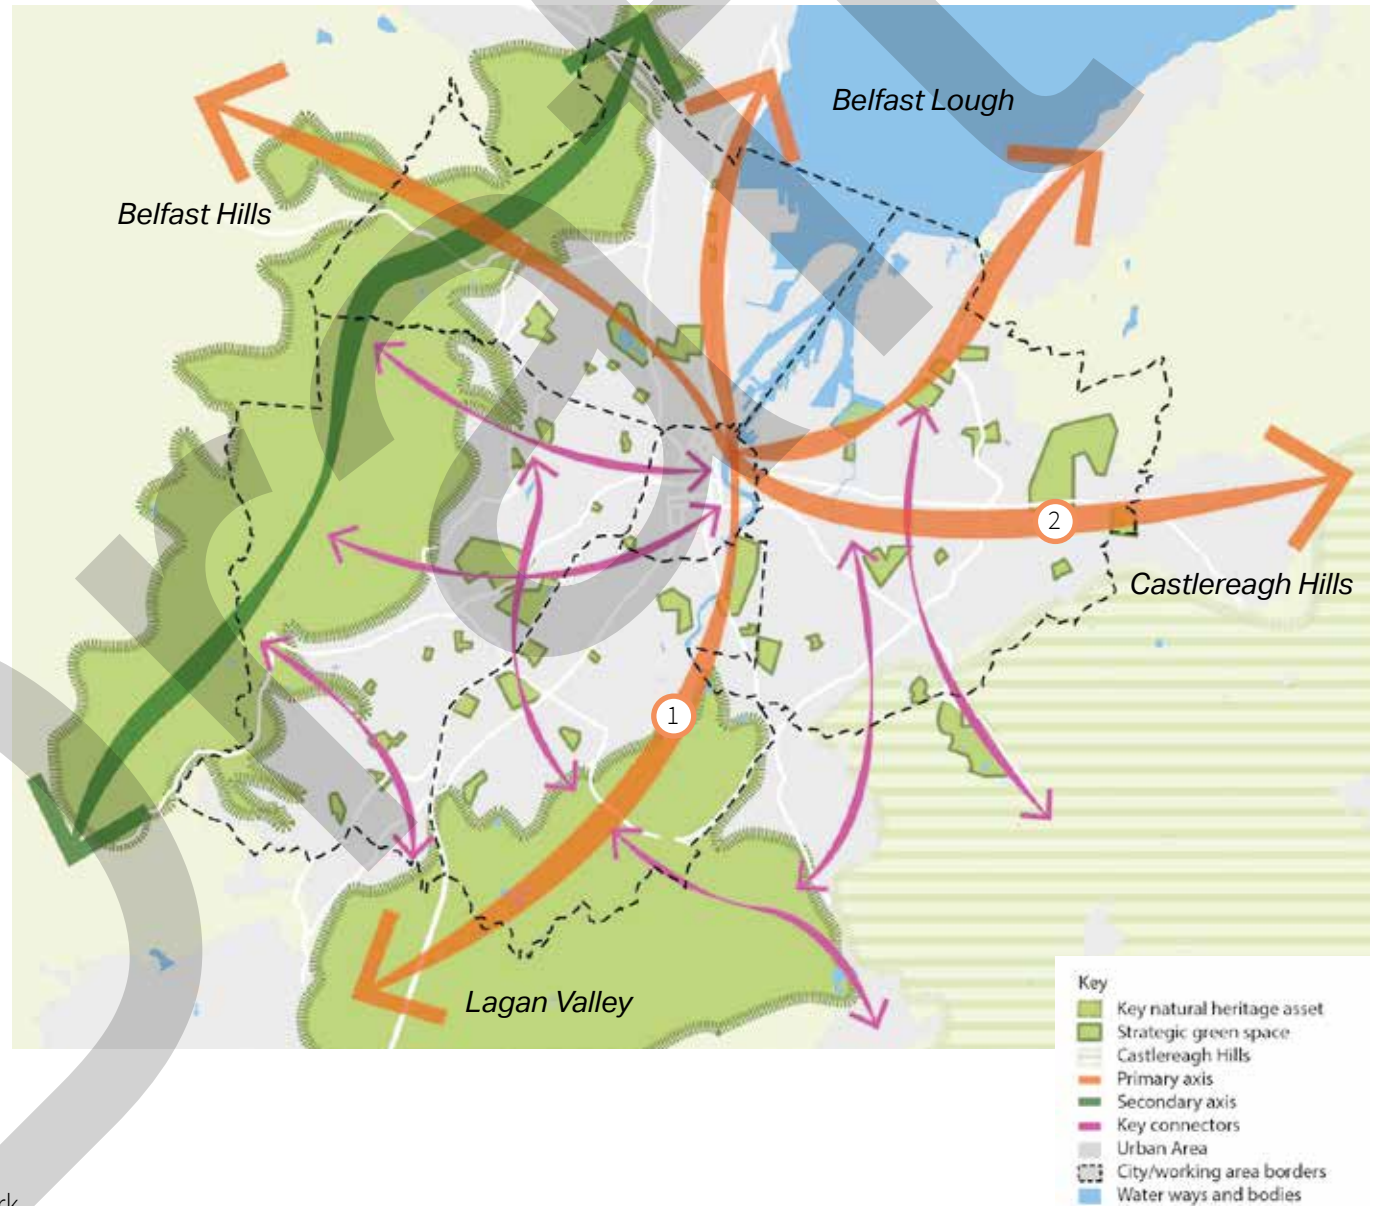 Belfast Lough
Belfast Hills
2
Castlereagh Hills
1
Lagan Valley
Key
Key natural heritage asset
Strategic green space
Castlereagh Hills
Primary axis
Secondary axis
Key connectors
Urban Area
City/working area borders
Water ways and bodies
rk